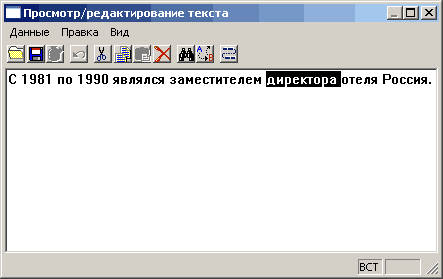 Просмотр/редактирование текста
Данные Правка Вид
С 1981 по 1990 являлся заместителем директора отеля Россия.
ВСТ